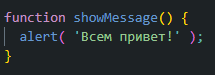 function showMessage() {
  alert( 'Всем привет!' );
}